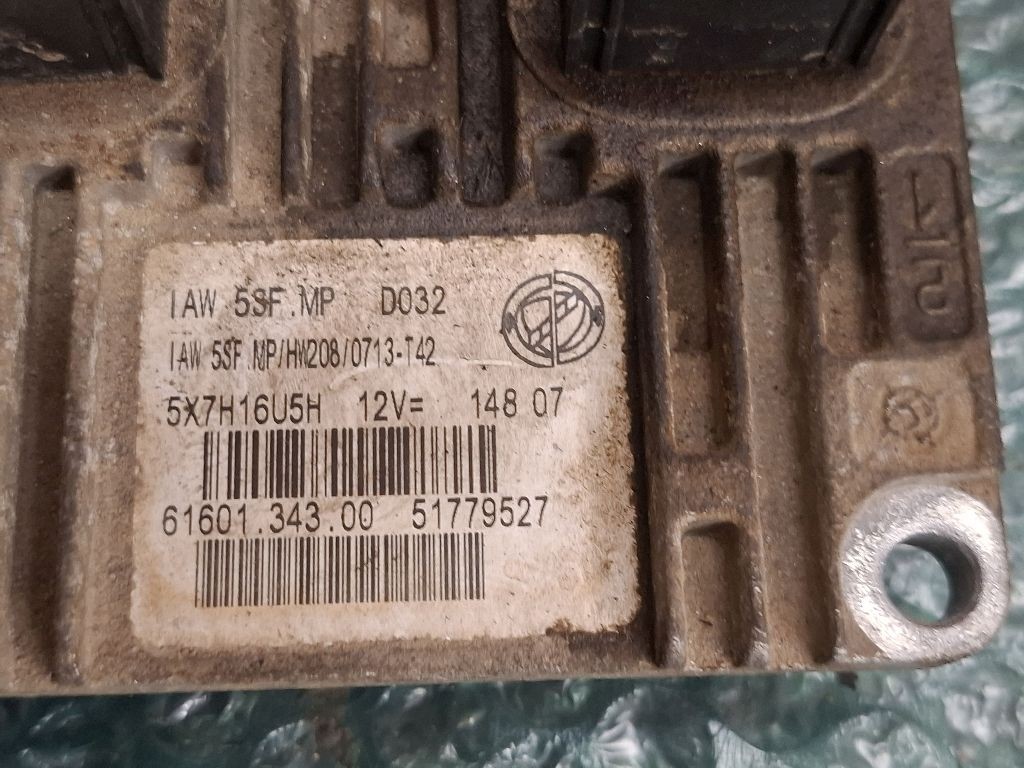 IAW 5SF.MP D032
IAW 5SF.MP/HW208/0713-T42
5X7H16U5H 12V= 148 07
61601.343.00 51779527